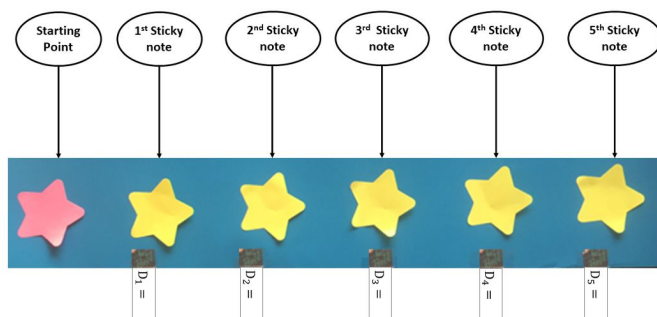 Starting
Point
1st Sticky
note
2nd Sticky
note
3rd Sticky
note
4th Sticky
note
5th Sticky
note
D1 =
D2 =
D3 =
D4 =
D5 =